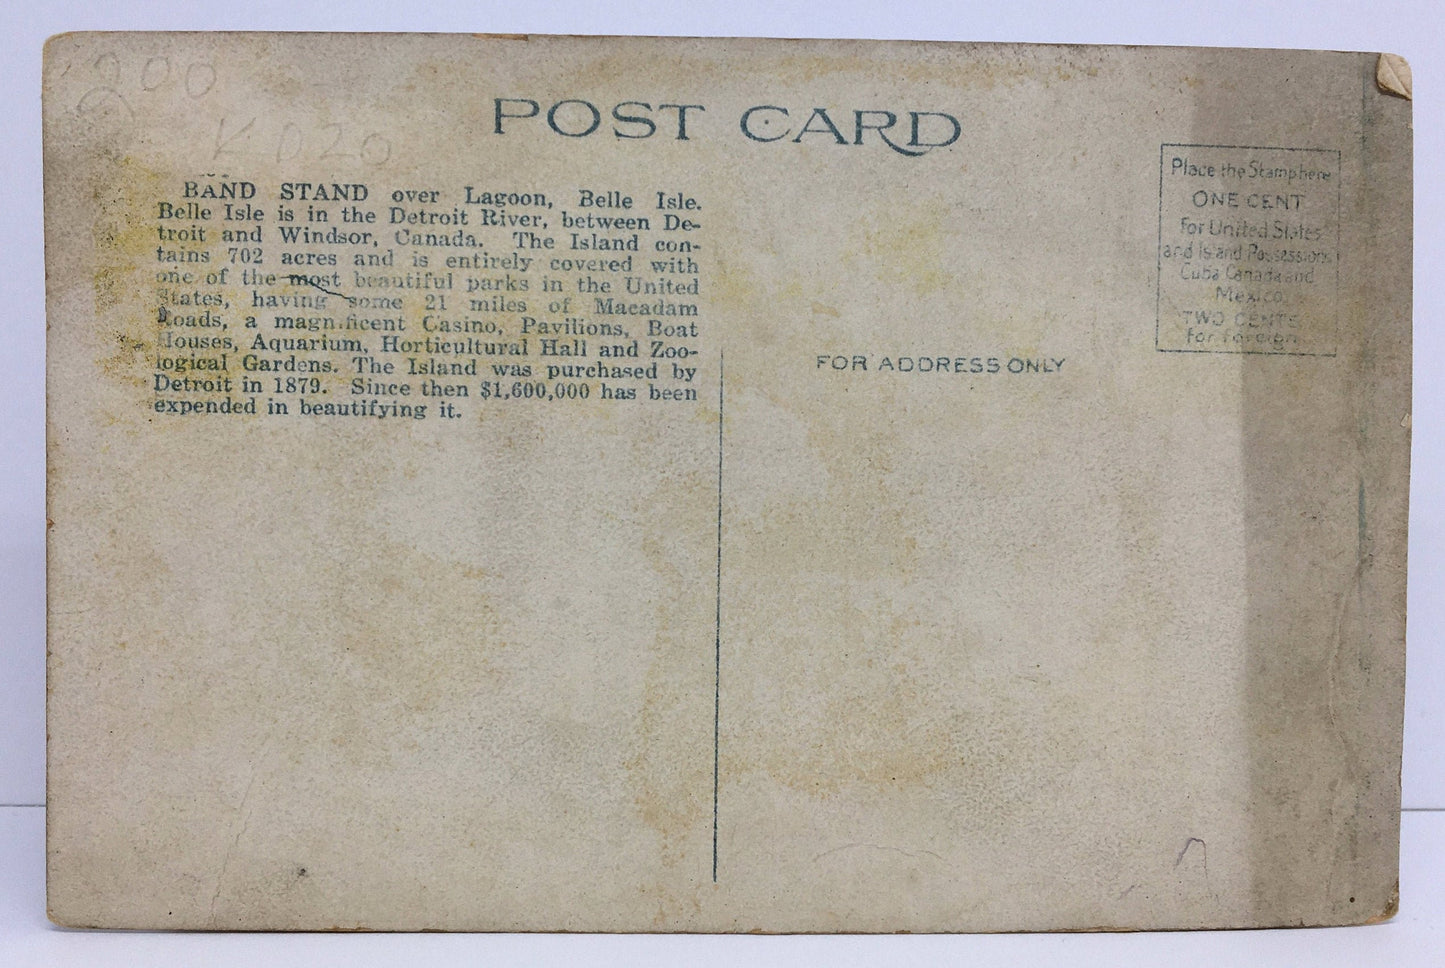 200
KD20
POST CARD
BAND STAND over Lagoon, Belle Isle.
Belle Isle is in the Detroit River, between De-
troit and Windsor, Canada. The Island con-
tains 702 acres and is entirely covered with
one of the most beautiful parks in the United
States, having some 21 miles of Macadam
Roads, a magnificent Casino, Pavilions, Boat
Houses, Aquarium, Horticultural Hall and Zoo-
logical Gardens. The Island was purchased by
Detroit in 1879. Since then $1,600,000 has been
expended in beautifying it.
Place the Stamp here
ONE CENT
For United States
and Island Possessions
Cuba Canada and
Mexico.
TWO CENTS
For Foreign
FOR ADDRESS ONLY